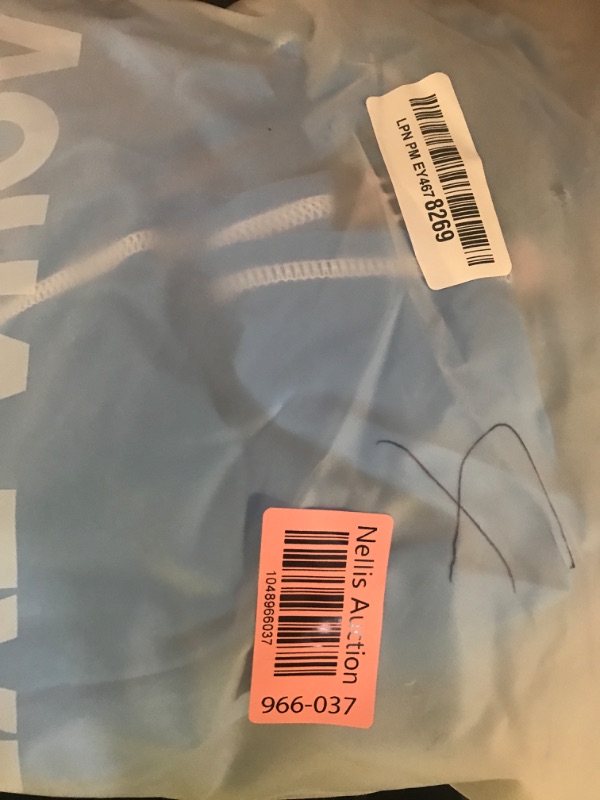 LPN PM EY467 8269
Nellis Auction
1048966037
966-037